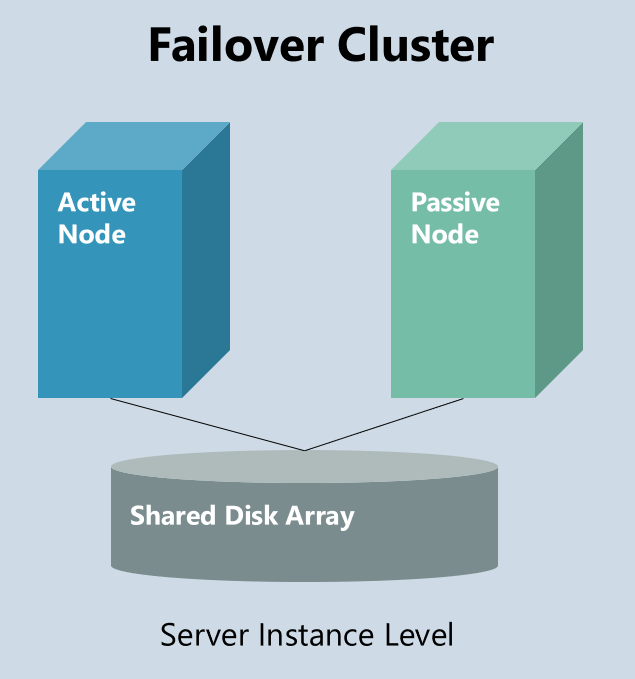 Failover Cluster
Active
Node
Passive
Node
Shared Disk Array
Server Instance Level